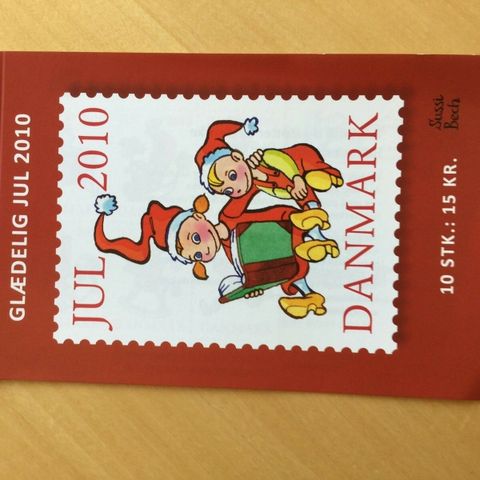 GLÆDELIG JUL 2010
JUL 2010
DANMARK
10 STK.: 15 KR.
Sussi
Bech